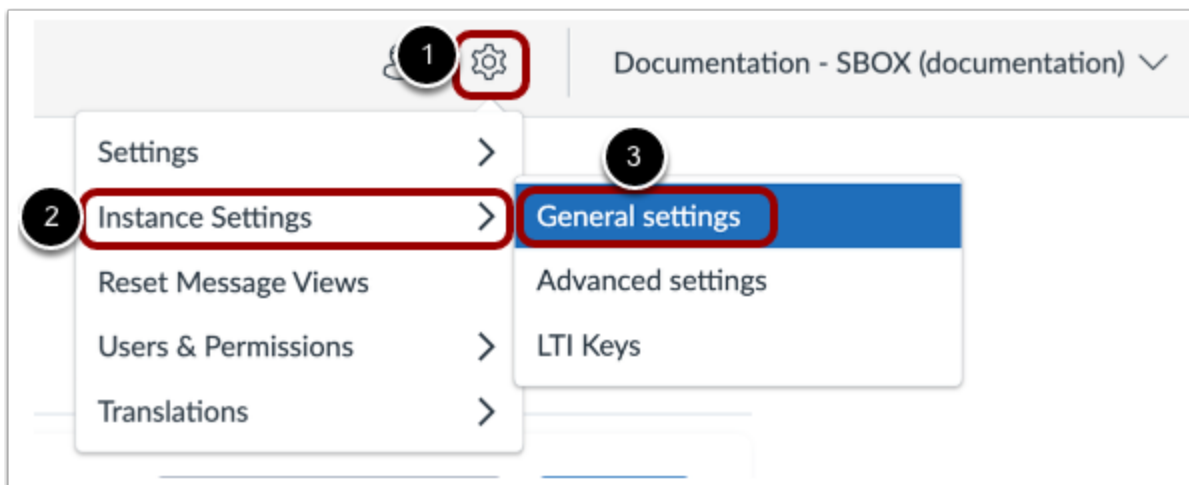 1
Documentation - SBOX (documentation)
Settings
3
2
Instance Settings
General settings
Reset Message Views
Advanced settings
Users & Permissions
LTI Keys
Translations